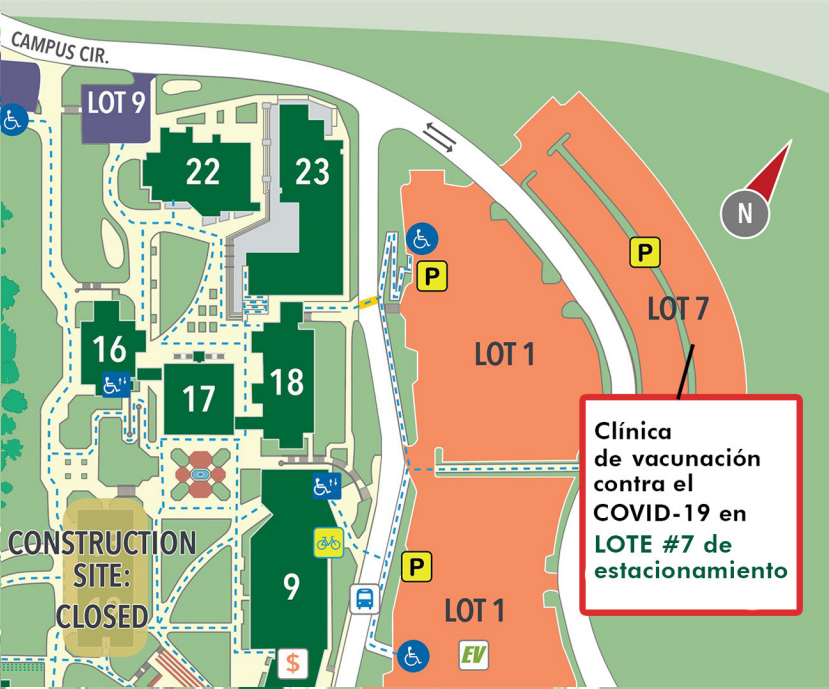 CAMPUS CIR.
LOT 9
22
23
N
P
P
LOT 7
LOT 1
16
17
18
Clínica
de vacunación
contra el
COVID-19 en
LOTE #7 de
estacionamiento
CONSTRUCTION
SITE:
CLOSED
9
P
LOT 1
$
EV